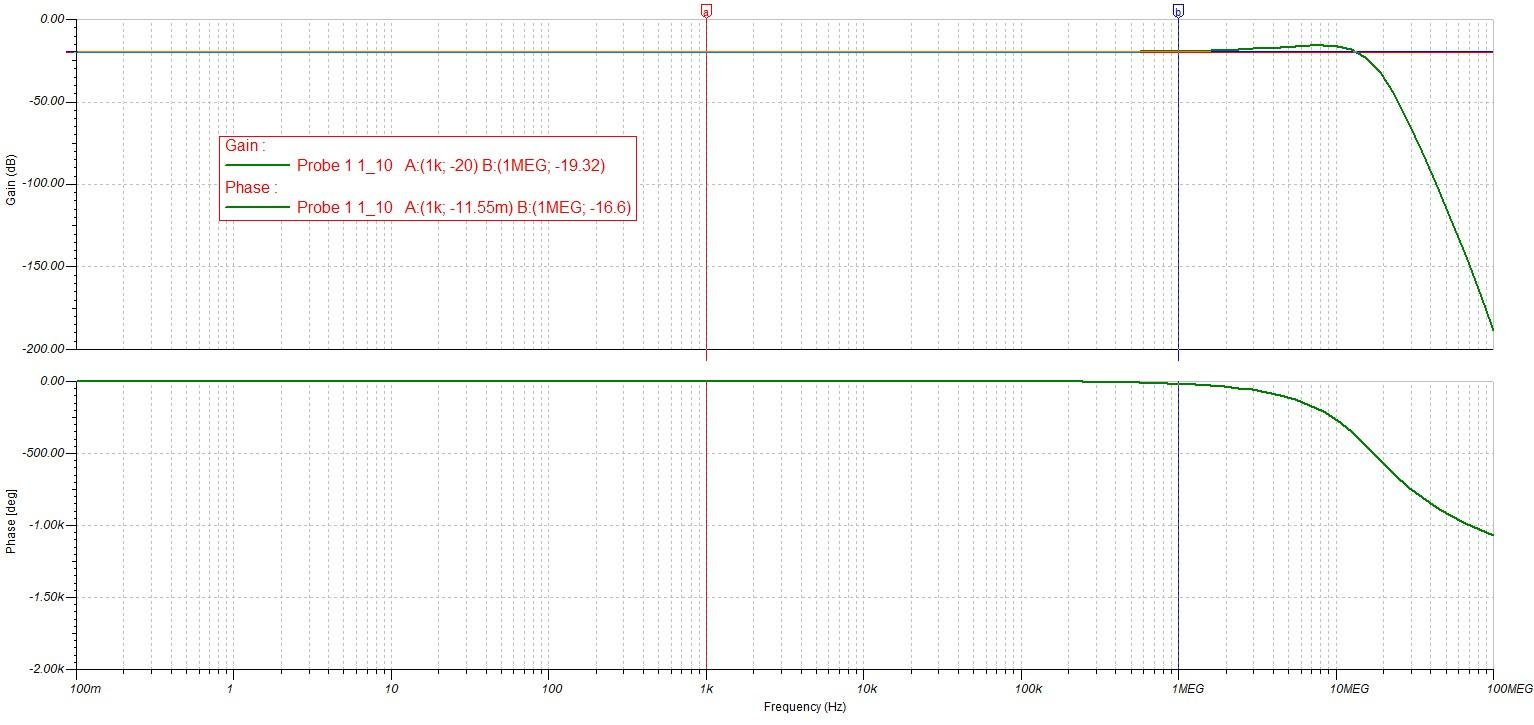 a
b
0.00
-50.00
-100.00
-150.00
-200.00
Gain (dB)
Gain :
Probe 1 1_10 A:(1k; -20) B:(1MEG; -19.32)
Phase :
Probe 1 1_10 A:(1k; -11.55m) B:(1MEG; -16.6)
0.00
-500.00
-1.00k
-1.50k
-2.00k
Phase [deg]
100m 1 10 100 1k 10k 100k 1MEG 10MEG 100MEG
Frequency (Hz)